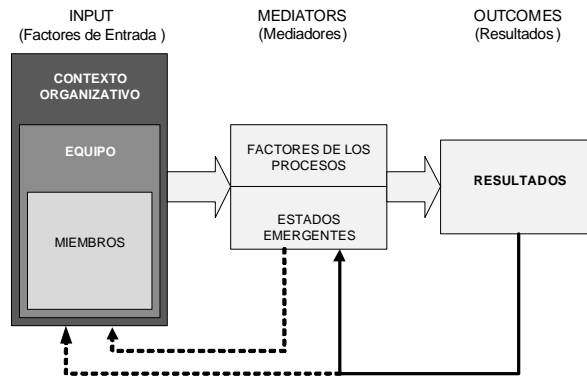 INPUT
(Factores de Entrada )
MEDIATORS
(Mediadores)
OUTCOMES
(Resultados)
CONTEXTO
ORGANIZATIVO
EQUIPO
MIEMBROS
FACTORES DE LOS
PROCESOS
ESTADOS
EMERGENTES
RESULTADOS